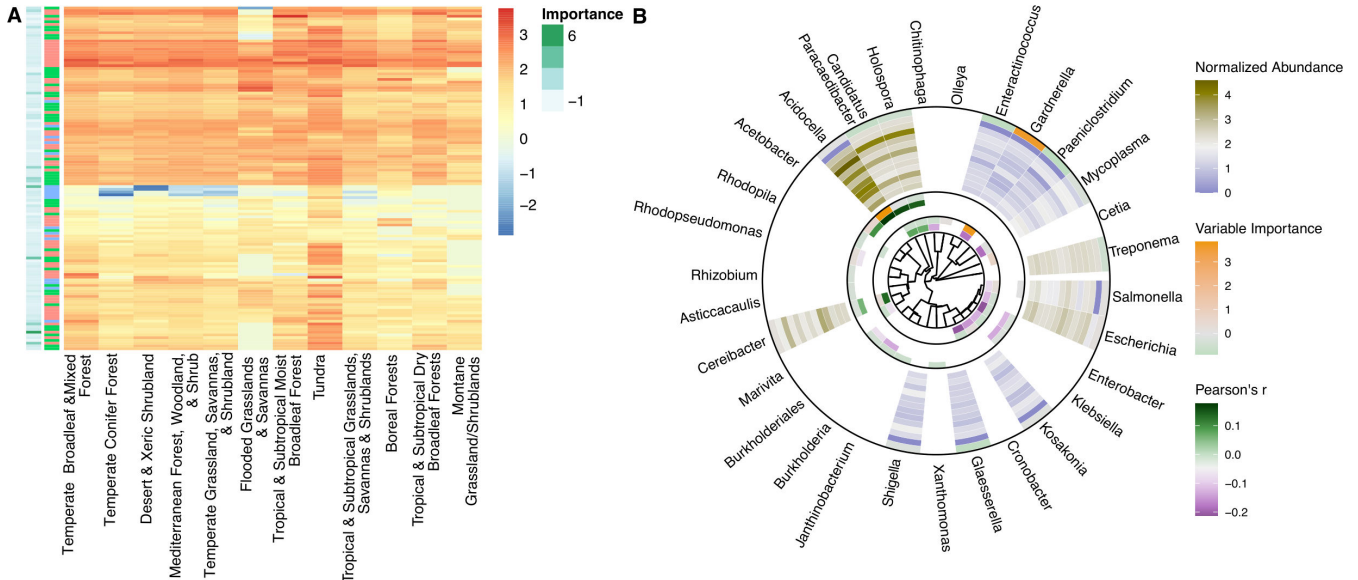 A
3
2
1
0
−1
−2
Importance
6
−1
Temperate Broadleaf &Mixed
Forest
Temperate Conifer Forest
Desert & Xeric Shrubland
Mediterranean Forest, Woodland,
& Shrub
Temperate Grassland, Savannas,
& Shrubland
Flooded Grasslands
& Savannas
Tropical & Subtropical Moist
Broadleaf Forest
Tundra
Tropical & Subtropical Grasslands,
Savannas & Shrublands
Boreal Forests
Tropical & Subtropical Dry
Broadleaf Forests
Montane
Grassland/Shrublands
B
Olleya
Enteractinococcus
Gardnerella
Paeniclostridium
Mycoplasma
Cetia
Treponema
Salmonella
Escherichia
Enterobacter
Klebsiella
Kosakonia
Cronobacter
Glaesserella
Xanthomonas
Shigella
Janthinobacterium
Burkholderia
Burkholderiales
Marivita
Cereibacter
Asticcacaulis
Rhizobium
Rhodopseudomonas
Rhodopila
Acetobacter
Acidocella
Candidatus
Paracaedibacter
Holospora
Chitinophaga
Normalized Abundance
4
3
2
1
0
Variable Importance
3
2
1
0
Pearson's r
0.1
0.0
−0.1
−0.2